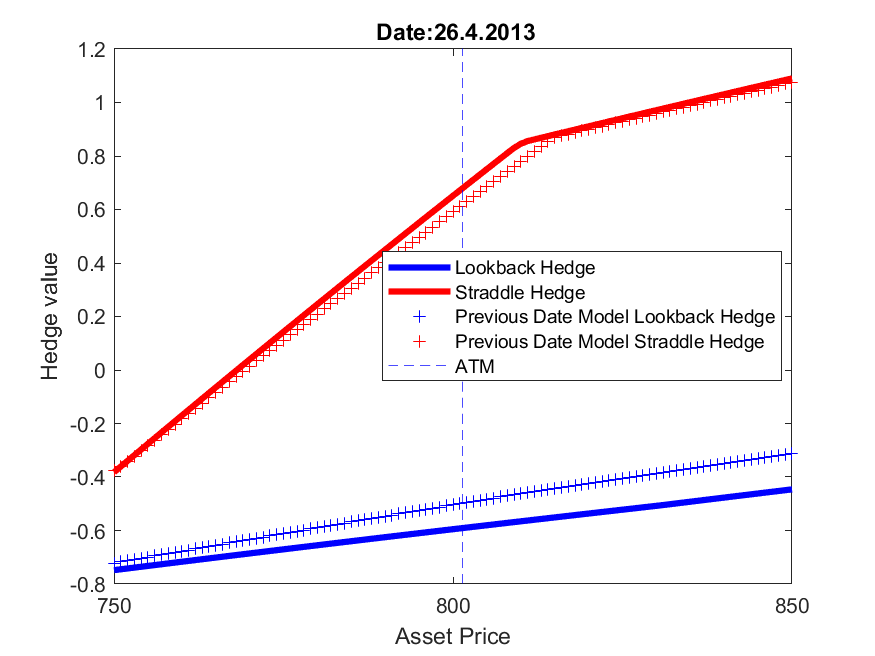 Date:26.4.2013
1.2
1
0.8
0.6
0.4
0.2
0
-0.2
-0.4
-0.6
-0.8
Hedge value
Lookback Hedge
Straddle Hedge
Previous Date Model Lookback Hedge
Previous Date Model Straddle Hedge
ATM
750
800
850
Asset Price